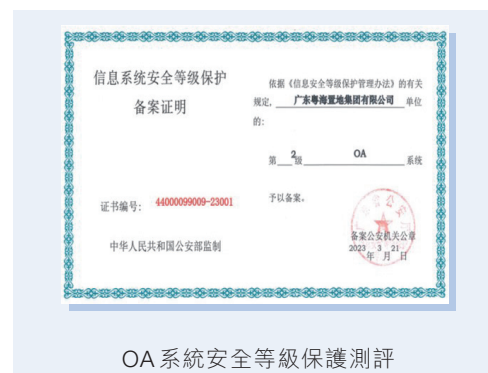 信息系统安全等级保护
备案证明
证书编号: 44000099009-23001
中华人民共和国公安部监制
依据《信息安全等级保护管理办法》的有关
规定, 广东粤海置地集团有限公司 单位
的:
第 2 级 OA 系统
予以备案。
备案公安机关公章
2023 3 21
年 月 日
OA 系統安全等級保護測評